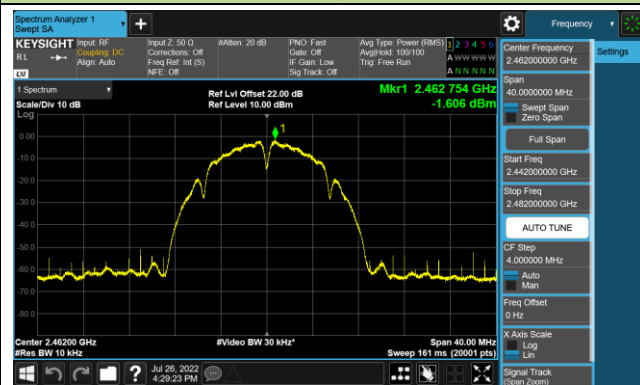 Spectrum Analyzer 1
Swept SA
Frequency
KEYSIGHT
RL
Input: RF
Coupling: DC
Align: Auto
Input Z: 50 Ω
Corrections: Off
Freq Ref: Int (S)
NFE: Off
#Atten: 20 dB
PNO: Fast
Gate: Off
IF Gain: Low
Sig Track: Off
Avg Type: Power (RMS)
Avg|Hold: 100/100
Trig: Free Run
1 2 3 4 5 6
A W W W W W
A N N N N N
LXI
1 Spectrum
Scale/Div 10 dB
Log
Ref Lvl Offset 22.00 dB
Ref Level 10.00 dBm
Mkr1 2.462 754 GHz
-1.606 dBm
1
0.00
-10.0
-20.0
-30.0
-40.0
-50.0
-60.0
-70.0
-80.0
Center 2.46200 GHz
#Res BW 10 kHz
#Video BW 30 kHz*
Span 40.00 MHz
Sweep 161 ms (20001 pts)
Jul 26, 2022
4:29:23 PM
Center Frequency
2.462000000 GHz
Span
40.0000000 MHz
Swept Span
Zero Span
Full Span
Start Freq
2.442000000 GHz
Stop Freq
2.482000000 GHz
AUTO TUNE
CF Step
4.000000 MHz
Auto
Man
Freq Offset
0 Hz
X Axis Scale
Log
Lin
Signal Track
(Span Zoom)
Settings